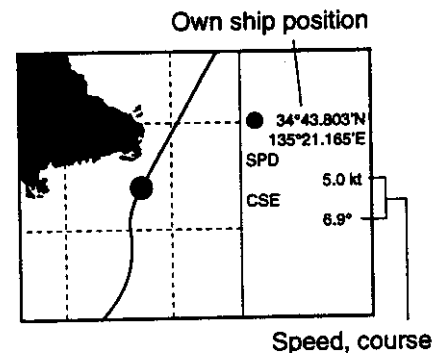 Own ship position
34°43.803'N
135°21.165'E
SPD
5.0 kt
CSE
6.9°
Speed, course